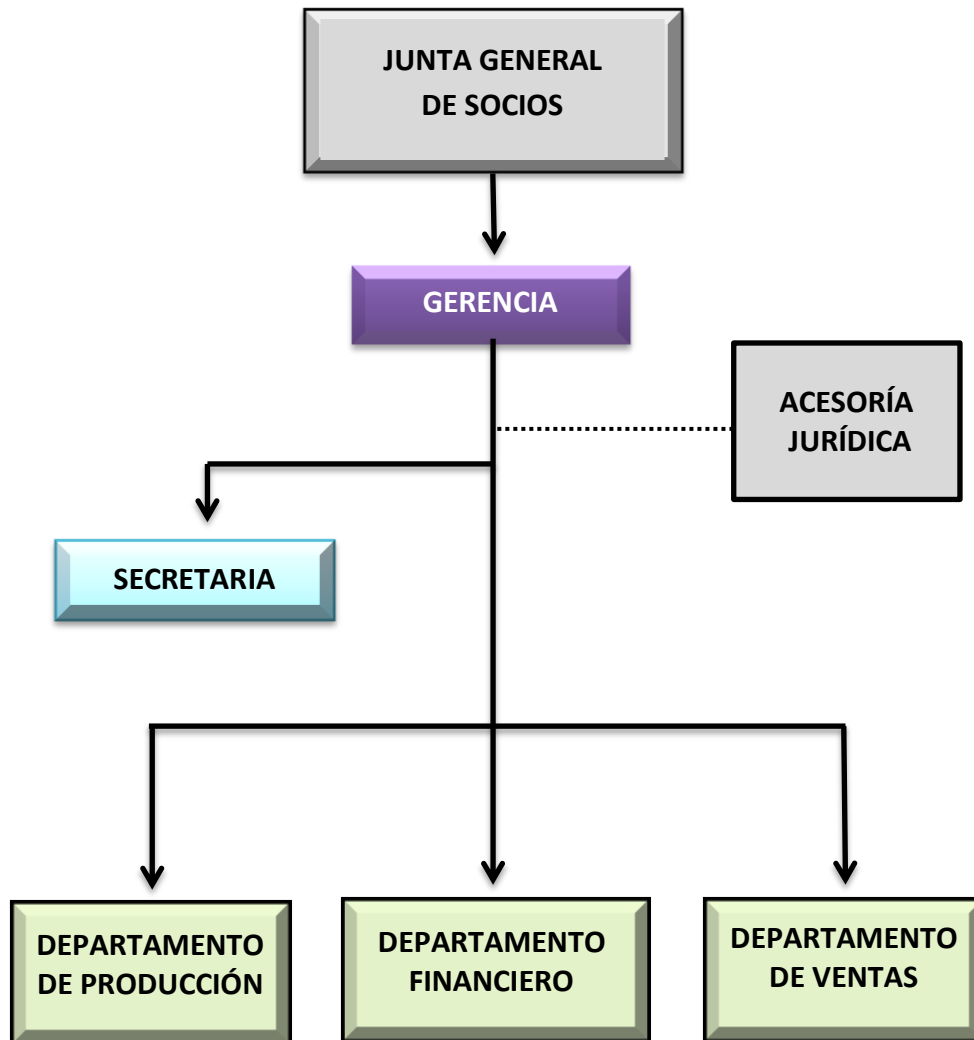 JUNTA GENERAL
DE SOCIOS
GERENCIA
ACESORÍA
JURÍDICA
SECRETARIA
DEPARTAMENTO
DE PRODUCCIÓN
DEPARTAMENTO
FINANCIERO
DEPARTAMENTO
DE VENTAS